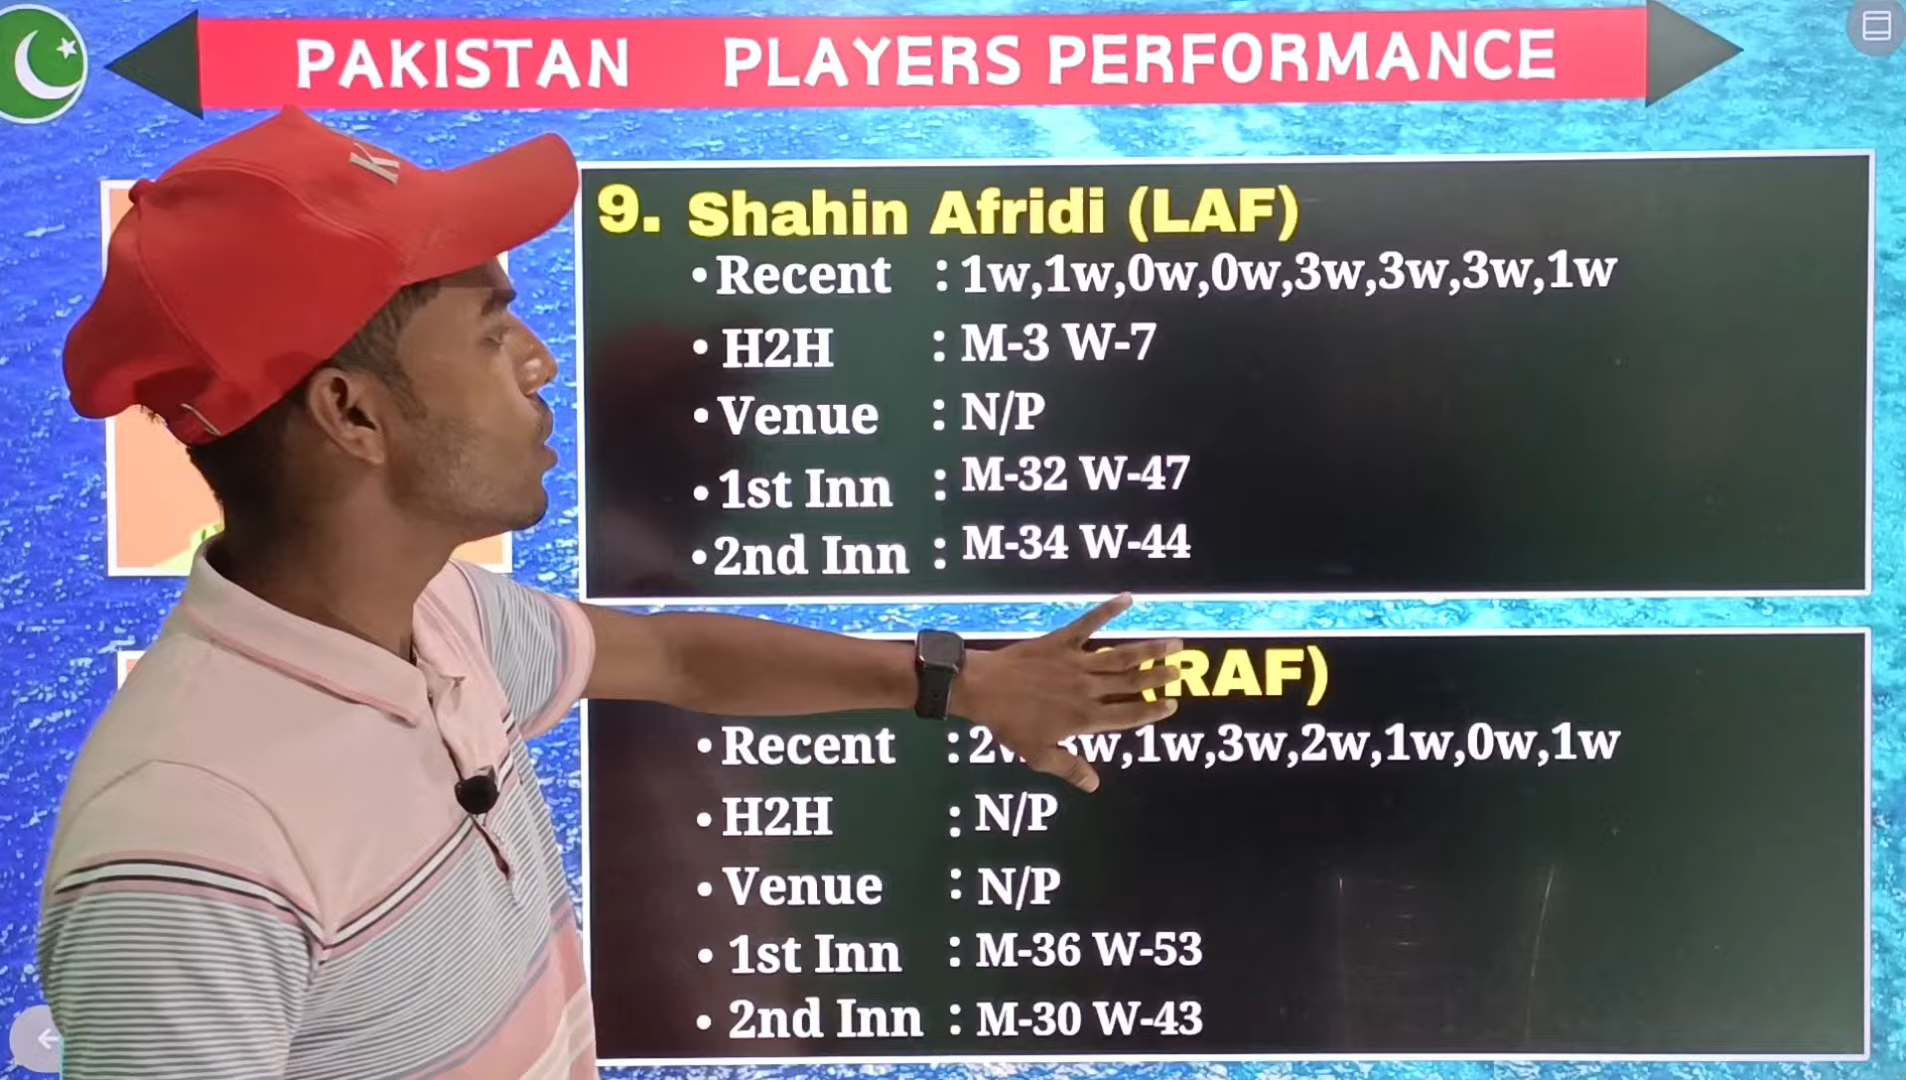 PAKISTAN PLAYERS PERFORMANCE
K
9. Shahin Afridi (LAF)
• Recent : 1w,1w,0w,0w,3w,3w,3w,1w
• H2H : M-3 W-7
• Venue : N/P
• 1st Inn : M-32 W-47
• 2nd Inn : M-34 W-44
(RAF)
• Recent : 1w,3w,2w,1w,0w,1w
• H2H : N/P
• Venue : N/P
• 1st Inn : M-36 W-53
• 2nd Inn : M-30 W-43